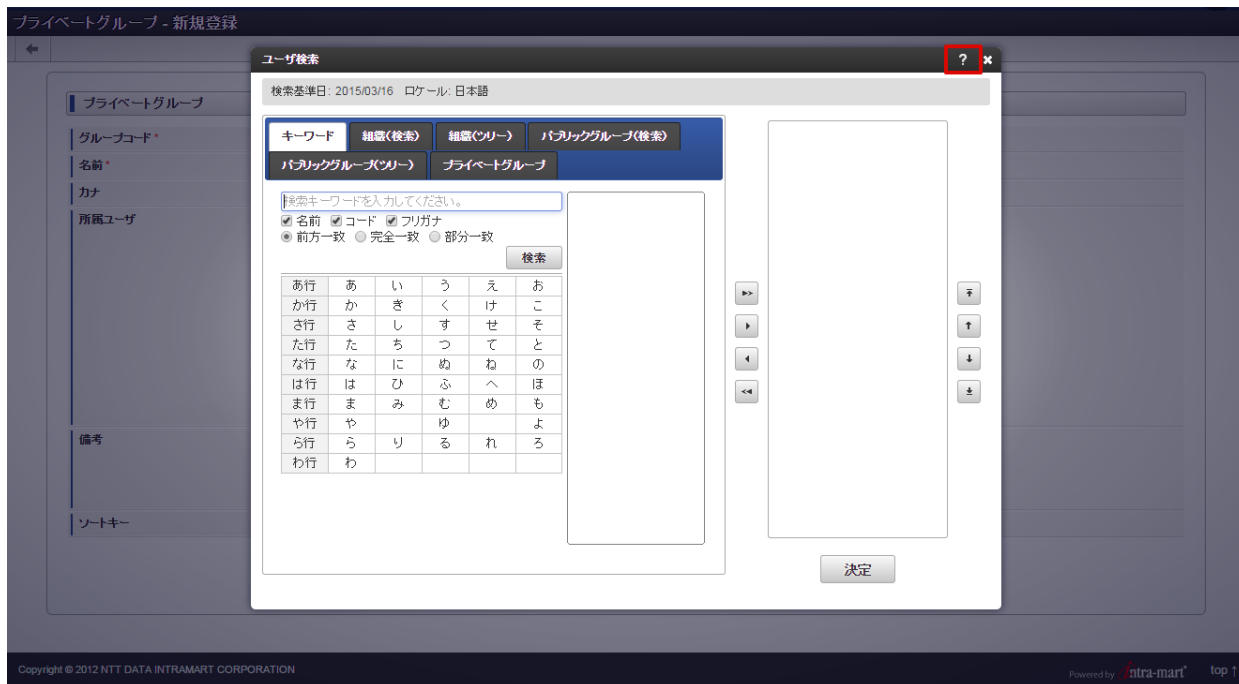 プライベートグループ - 新規登録
ユーザ検索
?
検索基準日: 2015/03/16 ロケール: 日本語
プライベートグループ
グループコード*
名前*
カナ
所属ユーザ
備考
ソートキー
キーワード 組織(検索) 組織(ツリー) パブリックグループ(検索)
パブリックグループ(ツリー) プライベートグループ
検索キーワードを入力してください。
名前 コード フリガナ
前方一致 完全一致 部分一致
検索
あ行 あ い う え お
か行 か き く け こ
さ行 さ し す せ そ
た行 た ち つ て と
な行 な に ぬ ね の
は行 は ひ ふ へ ほ
ま行 ま み む め も
や行 や ゆ よ
ら行 ら り る れ ろ
わ行 わ
決定
Copyright © 2012 NTT DATA INTRAMART CORPORATION
Powered by intra-mart
top ↑